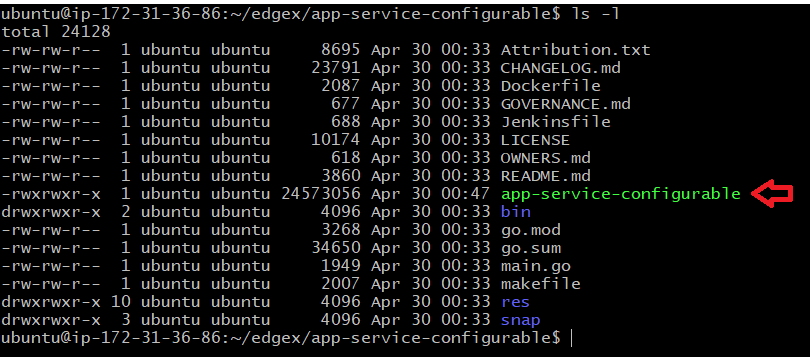 ubuntu@ip-172-31-36-86:~/edgex/app-service-configurable$ ls -l
total 24128
-rw-rw-r--  1 ubuntu ubuntu     8695 Apr 30 00:33 Attribution.txt
-rw-rw-r--  1 ubuntu ubuntu    23791 Apr 30 00:33 CHANGELOG.md
-rw-rw-r--  1 ubuntu ubuntu     2087 Apr 30 00:33 Dockerfile
-rw-rw-r--  1 ubuntu ubuntu      677 Apr 30 00:33 GOVERNANCE.md
-rw-rw-r--  1 ubuntu ubuntu      688 Apr 30 00:33 Jenkinsfile
-rw-rw-r--  1 ubuntu ubuntu    10174 Apr 30 00:33 LICENSE
-rw-rw-r--  1 ubuntu ubuntu      618 Apr 30 00:33 OWNERS.md
-rw-rw-r--  1 ubuntu ubuntu     3860 Apr 30 00:33 README.md
-rwxrwxr-x  1 ubuntu ubuntu 24573056 Apr 30 00:47 app-service-configurable
drwxrwxr-x  2 ubuntu ubuntu     4096 Apr 30 00:33 bin
-rw-rw-r--  1 ubuntu ubuntu     3268 Apr 30 00:33 go.mod
-rw-rw-r--  1 ubuntu ubuntu    34650 Apr 30 00:33 go.sum
-rw-rw-r--  1 ubuntu ubuntu     1949 Apr 30 00:33 main.go
-rw-rw-r--  1 ubuntu ubuntu     2007 Apr 30 00:33 makefile
drwxrwxr-x 10 ubuntu ubuntu     4096 Apr 30 00:33 res
drwxrwxr-x  3 ubuntu ubuntu     4096 Apr 30 00:33 snap
ubuntu@ip-172-31-36-86:~/edgex/app-service-configurable$